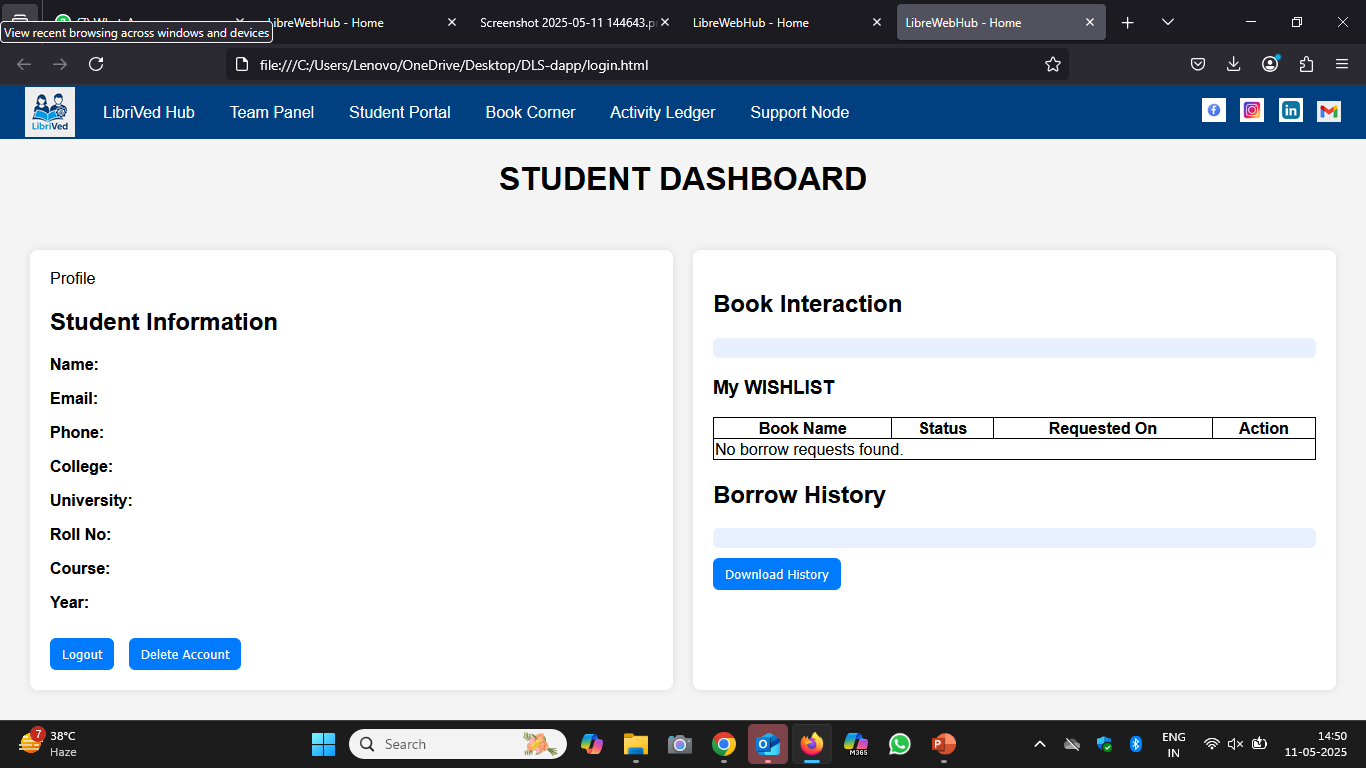 LibreWebHub - Home
Screenshot 2025-05-11 144643.p
LibreWebHub - Home
LibreWebHub - Home
View recent browsing across windows and devices
file:///C:/Users/Lenovo/OneDrive/Desktop/DLS-dapp/login.html
LibriVed
LibriVed Hub
Team Panel
Student Portal
Book Corner
Activity Ledger
Support Node
STUDENT DASHBOARD
Profile
Student Information
Name:
Email:
Phone:
College:
University:
Roll No:
Course:
Year:
Logout
Delete Account
Book Interaction
My WISHLIST
Book Name Status Requested On Action
No borrow requests found.
Borrow History
Download History
7
38°C
Haze
Search
M365
ENG
IN
14:50
11-05-2025